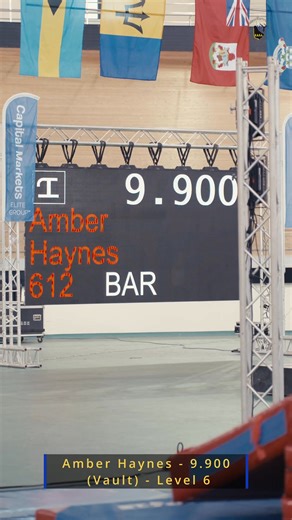 Capital Markets
ELITE GROUP
9.900
Amber
Haynes
612 BAR
Amber Haynes - 9.900
(Vault) - Level 6